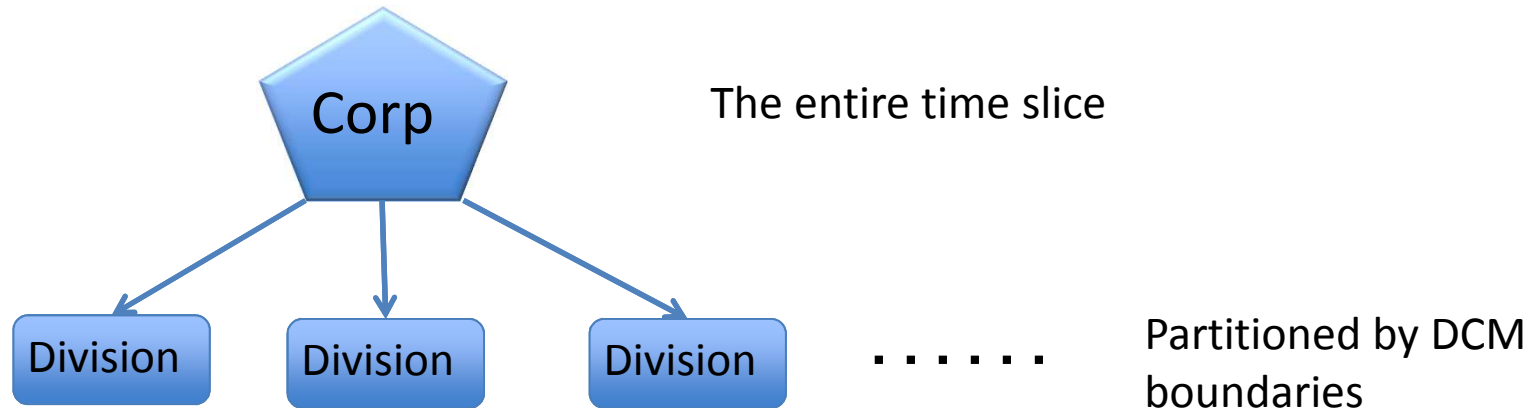 Corp
The entire time slice
Division
Division
Division
. . . . . .
Partitioned by DCM
boundaries